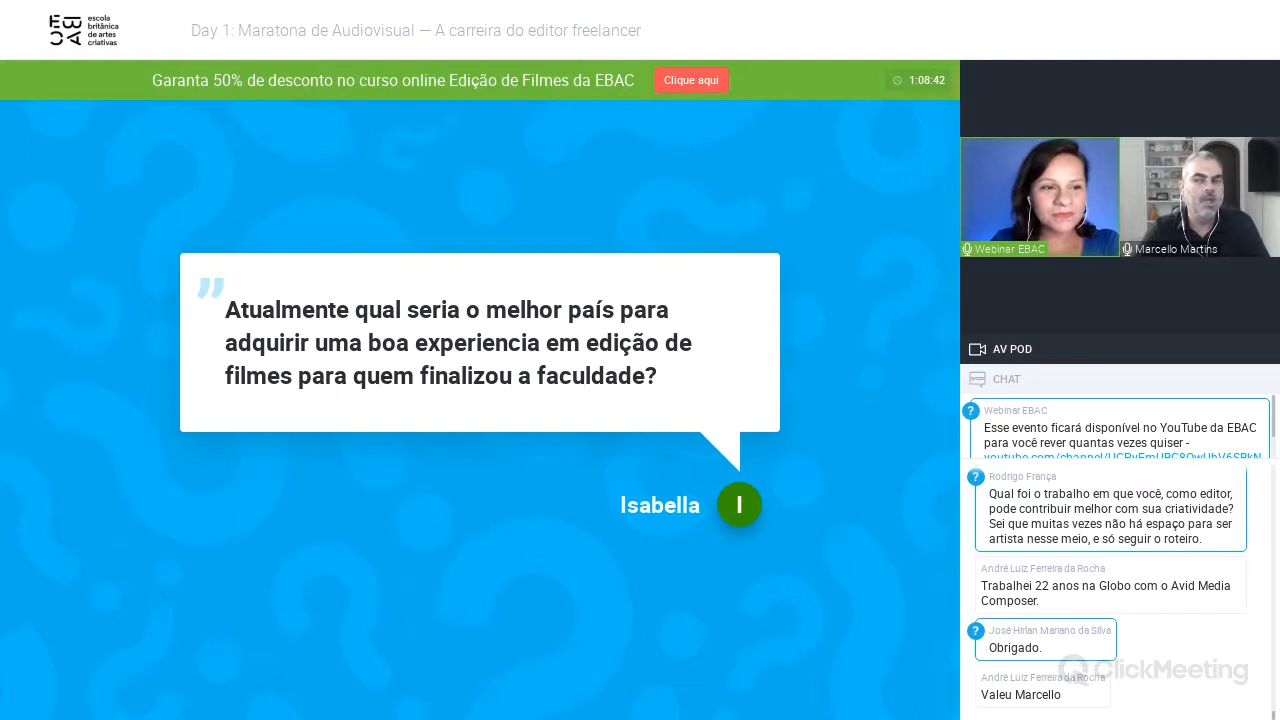 escola
britânica
de artes
criativas
EBAC
Day 1: Maratona de Audiovisual — A carreira do editor freelancer
Garanta 50% de desconto no curso online Edição de Filmes da EBAC
Clique aqui
1:08:42
Atualmente qual seria o melhor país para
adquirir uma boa experiencia em edição de
filmes para quem finalizou a faculdade?
Isabella
I
Webinar EBAC
Marcello Martins
AV POD
CHAT
?
Webinar EBAC
Esse evento ficará disponível no YouTube da EBAC
para você rever quantas vezes quiser -
?
Rodrigo França
Qual foi o trabalho em que você, como editor,
pode contribuir melhor com sua criatividade?
Sei que muitas vezes não há espaço para ser
artista nesse meio, e só seguir o roteiro.
André Luiz Ferreira da Rocha
Trabalhei 22 anos na Globo com o Avid Media
Composer.
?
José Hirlan Mariano da Silva
Obrigado.
ClickMeeting
André Luiz Ferreira da Rocha
Valeu Marcello